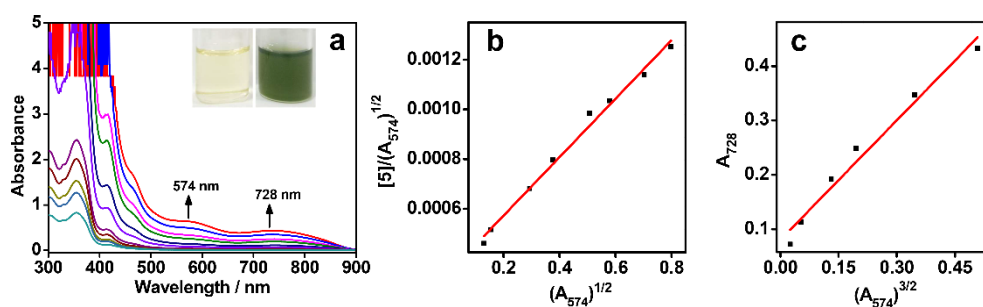 a
5
4
3
2
1
0
Absorbance
574 nm
728 nm
300 400 500 600 700 800 900
Wavelength / nm
b
0.0012
0.0010
0.0008
0.0006
[5]/(A574)1/2
0.2 0.4 0.6 0.8
(A574)1/2
c
0.4
0.3
0.2
0.1
A728
0.00 0.15 0.30 0.45
(A574)3/2